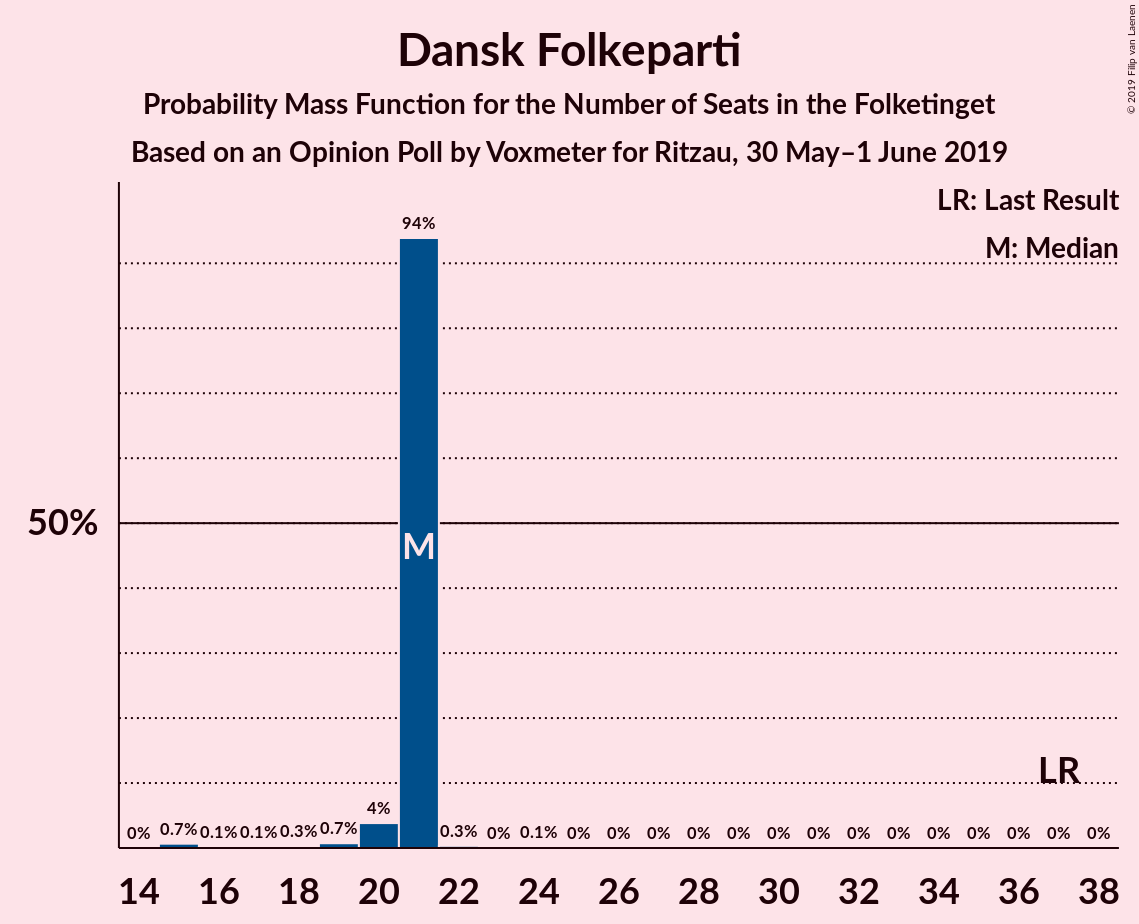 Dansk Folkeparti
Probability Mass Function for the Number of Seats in the Folketinget
Based on an Opinion Poll by Voxmeter for Ritzau, 30 May–1 June 2019
© 2019 Filip van Laenen
LR: Last Result
M: Median
94%
50%
M
LR
0% 0.7% 0.1% 0.1% 0.3% 0.7% 4% 0.3% 0% 0.1% 0% 0% 0% 0% 0% 0% 0% 0% 0% 0% 0% 0% 0% 0%
14 16 18 20 22 24 26 28 30 32 34 36 38